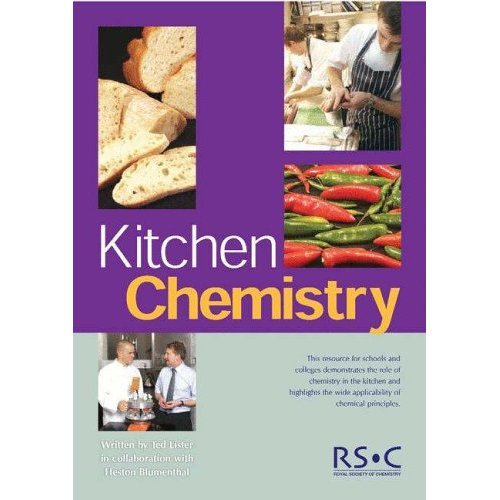 Kitchen
Chemistry
This resource for schools and
colleges demonstrates the role of
chemistry in the kitchen and
highlights the wide applicability of
chemical principles.
Written by Ted Lister
in collaboration with
Heston Blumenthal
RS•C
ROYAL SOCIETY OF CHEMISTRY